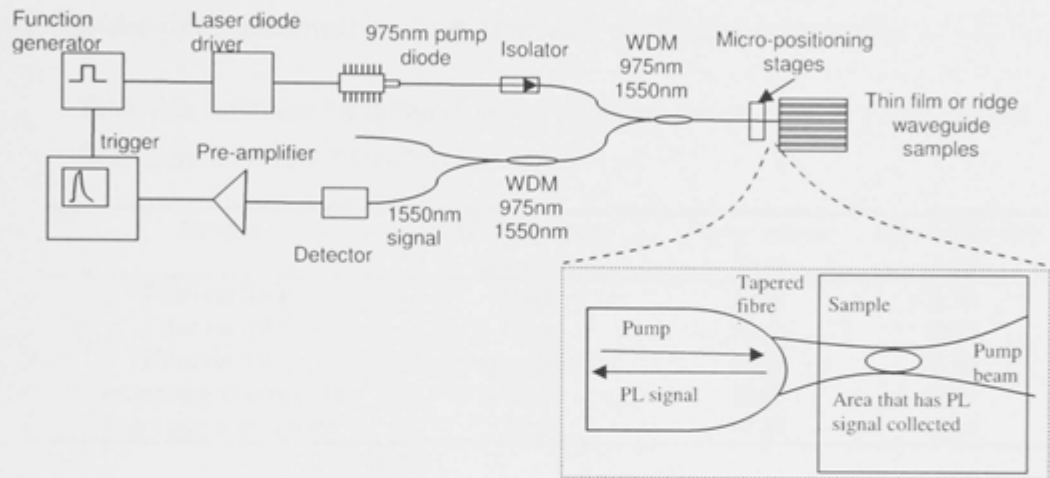 Function
generator
Laser diode
driver
975nm pump
diode
Isolator
WDM
975nm
1550nm
Micro-positioning
stages
Thin film or ridge
waveguide
samples
trigger
Pre-amplifier
Detector
1550nm
signal
WDM
975nm
1550nm
Tapered
fibre
Sample
Pump
PL signal
Pump
beam
Area that has PL
signal collected